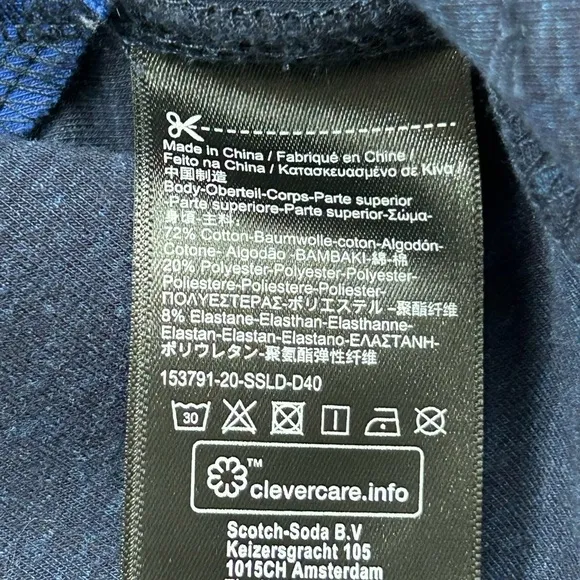 Made in China / Fabriqué en Chine /
Feito na China / Κατασκευασμένο σε Κίνα /
中国制造
Body-Oberteil-Corps-Parte superior
Parte superiore-Parte superior-Σώμα-
身頃-主料-
72% Cotton-Baumwolle-coton-Algodón-
Cotone- Algodão -BAMBAKI-綿-棉
20% Polyester-Polyester-Polyester-
Poliestere-Poliestere-Poliester-
ΠΟΛΥΕΣΤΕΡΑΣ-ポリエステル -聚酯纤维
8% Elastane-Elasthan-Elasthanne-
Elastan-Elastan-Elastano-ΕΛΑΣΤΑΝΗ-
ポリウレタン-聚氨酯弹性纤维
153791-20-SSLD-D40
30
TM
clevercare.info
Scotch-Soda B.V
Keizersgracht 105
1015CH Amsterdam